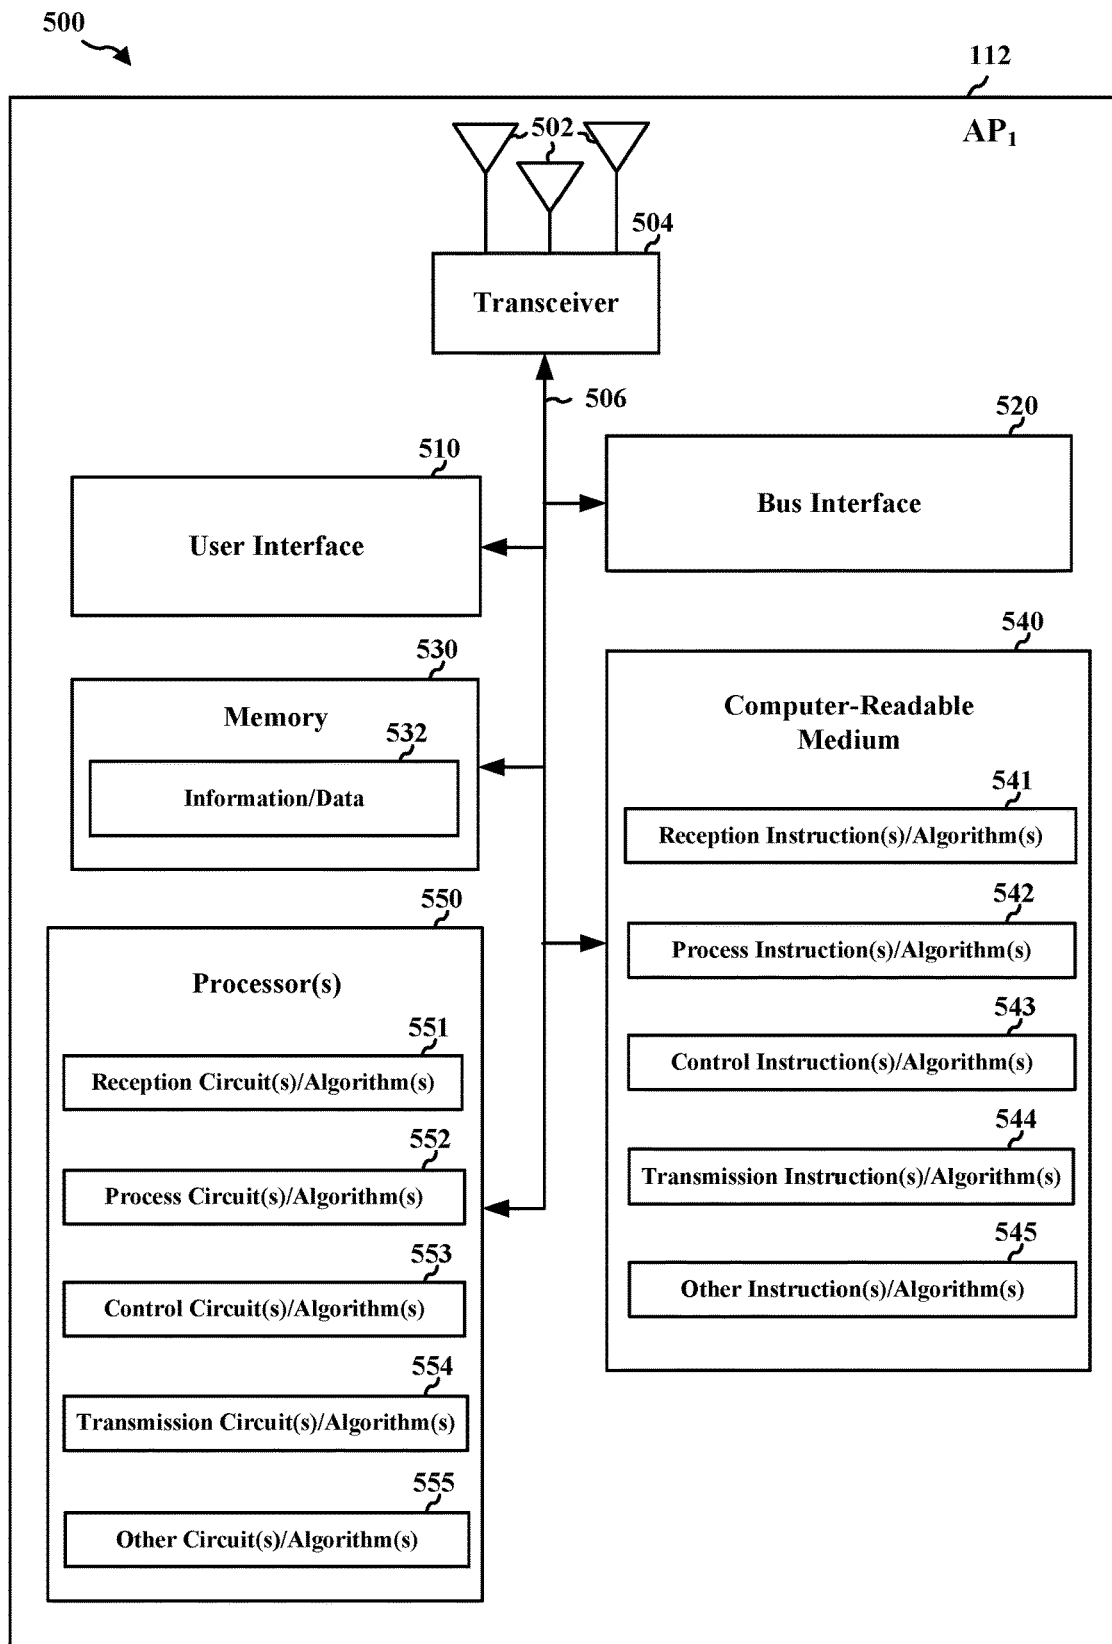 500
112
AP₁
502
504
Transceiver
506
520
Bus Interface
510
User Interface
530
Memory
532
Information/Data
540
Computer-Readable
Medium
541
Reception Instruction(s)/Algorithm(s)
542
Process Instruction(s)/Algorithm(s)
543
Control Instruction(s)/Algorithm(s)
544
Transmission Instruction(s)/Algorithm(s)
545
Other Instruction(s)/Algorithm(s)
550
Processor(s)
551
Reception Circuit(s)/Algorithm(s)
552
Process Circuit(s)/Algorithm(s)
553
Control Circuit(s)/Algorithm(s)
554
Transmission Circuit(s)/Algorithm(s)
555
Other Circuit(s)/Algorithm(s)